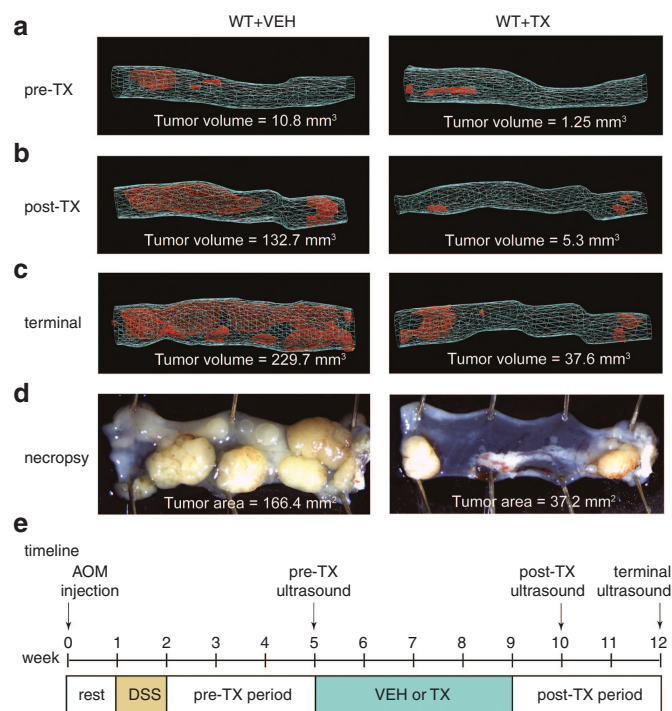 WT+VEH WT+TX
a
pre-TX
Tumor volume = 10.8 mm³ Tumor volume = 1.25 mm³
b
post-TX
Tumor volume = 132.7 mm³ Tumor volume = 5.3 mm³
c
terminal
Tumor volume = 229.7 mm³ Tumor volume = 37.6 mm³
d
necropsy
Tumor area = 166.4 mm² Tumor area = 37.2 mm²
e
timeline
AOM injection pre-TX ultrasound post-TX ultrasound terminal ultrasound
week 0 1 2 3 4 5 6 7 8 9 10 11 12
rest DSS pre-TX period VEH or TX post-TX period